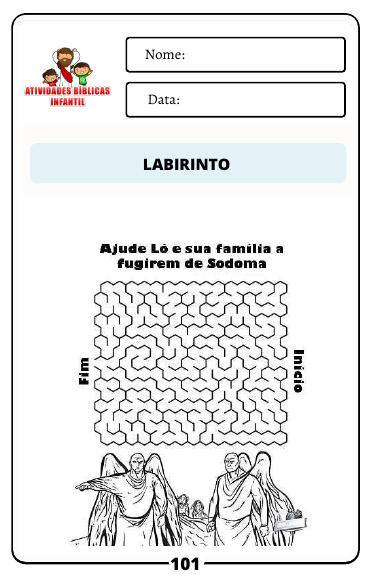 ATIVIDADES BÍBLICAS
INFANTIL
Nome:
Data:
LABIRINTO
Ajude Ló e sua família a
fugirem de Sodoma
Fim
Início
101